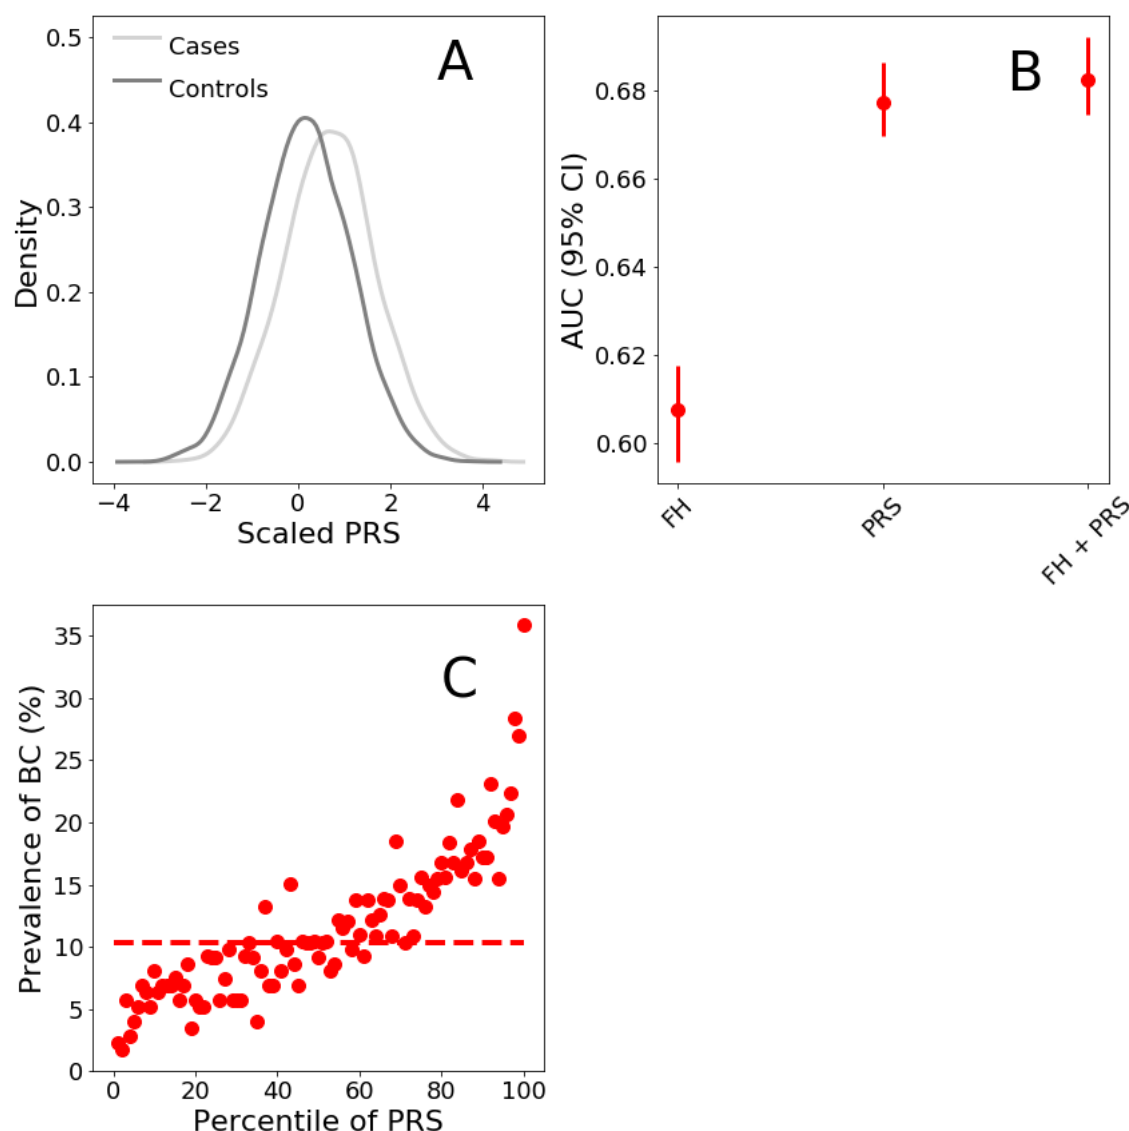 A
Cases
Controls
0.5
0.4
0.3
0.2
0.1
0.0
Density
−4 −2 0 2 4
Scaled PRS
B
0.68
0.66
0.64
0.62
0.60
AUC (95% CI)
FH
PRS
FH + PRS
C
35
30
25
20
15
10
5
0
Prevalence of BC (%)
0 20 40 60 80 100
Percentile of PRS